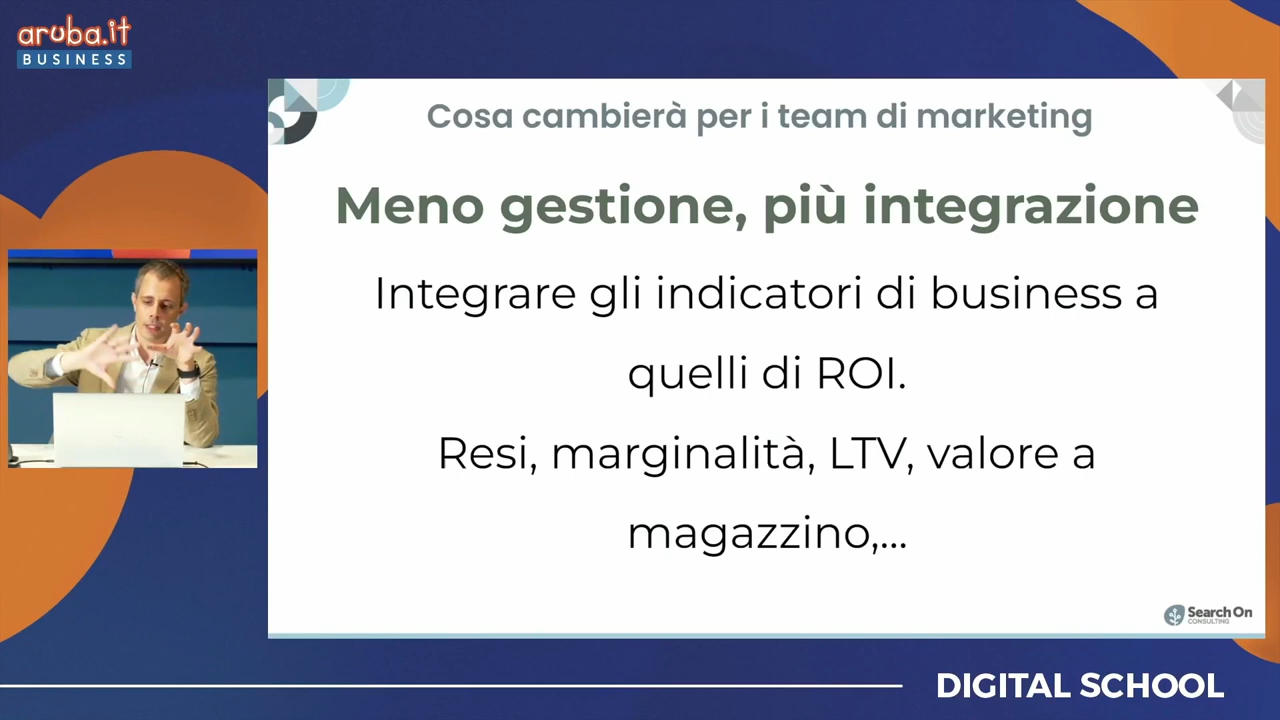 aruba.it
BUSINESS
Cosa cambierà per i team di marketing
Meno gestione, più integrazione
Integrare gli indicatori di business a
quelli di ROI.
Resi, marginalità, LTV, valore a
magazzino,...
Search On
CONSULTING
DIGITAL SCHOOL